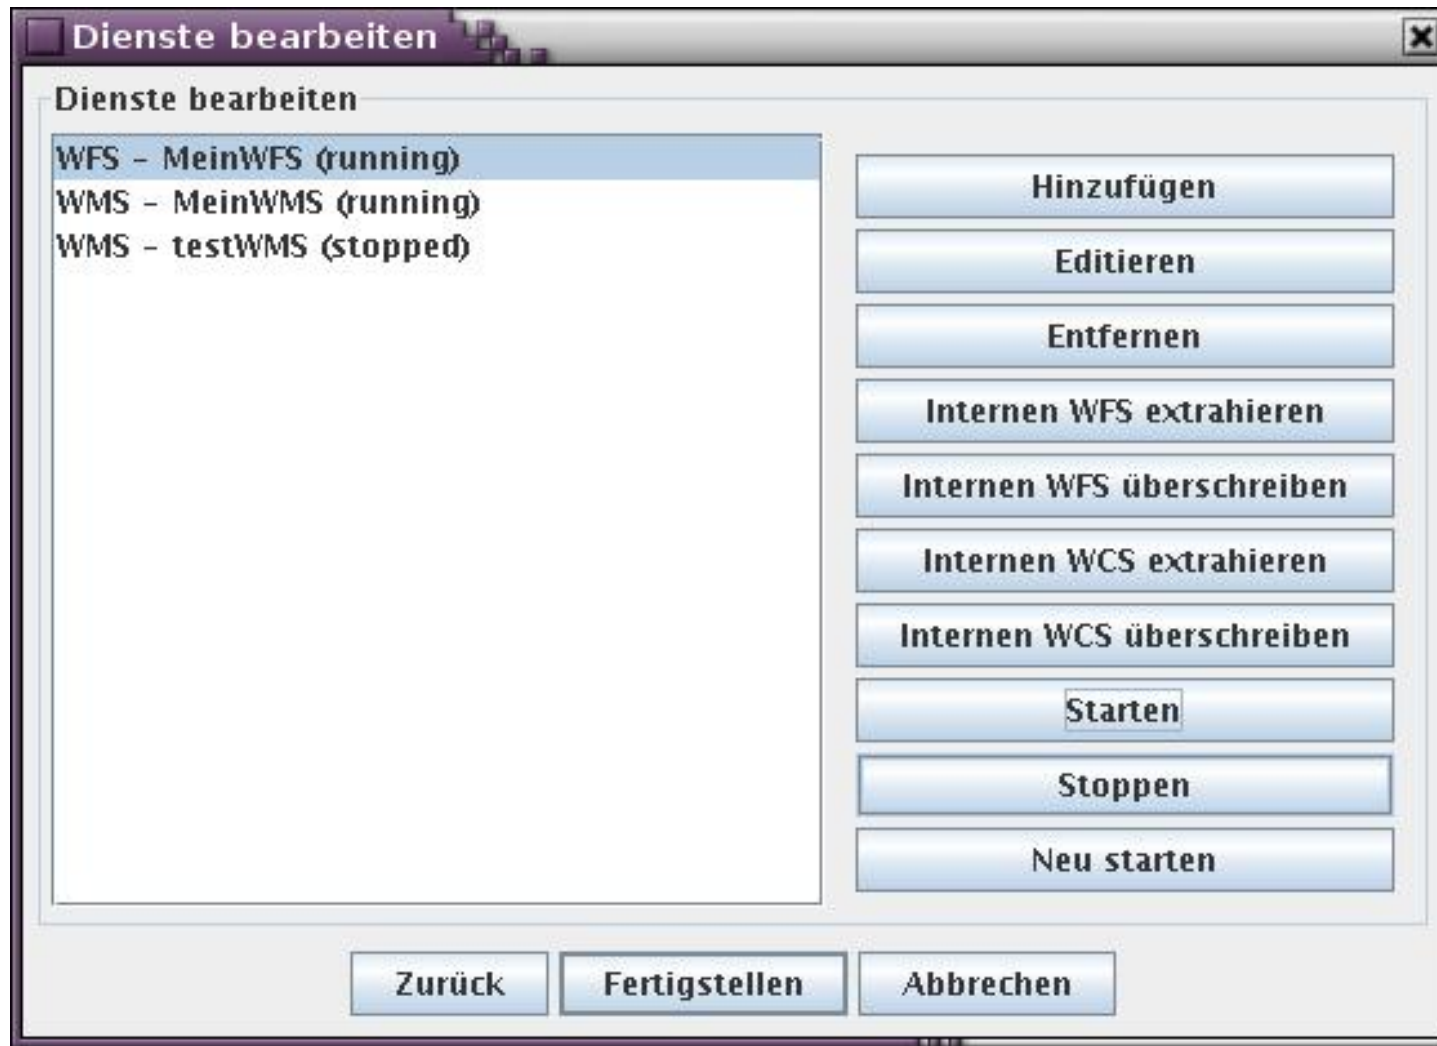 Dienste bearbeiten
Dienste bearbeiten
WFS - MeinWFS (running)
WMS - MeinWMS (running)
WMS - testWMS (stopped)
Hinzufügen
Editieren
Entfernen
Internen WFS extrahieren
Internen WFS überschreiben
Internen WCS extrahieren
Internen WCS überschreiben
Starten
Stoppen
Neu starten
Zurück Fertigstellen Abbrechen